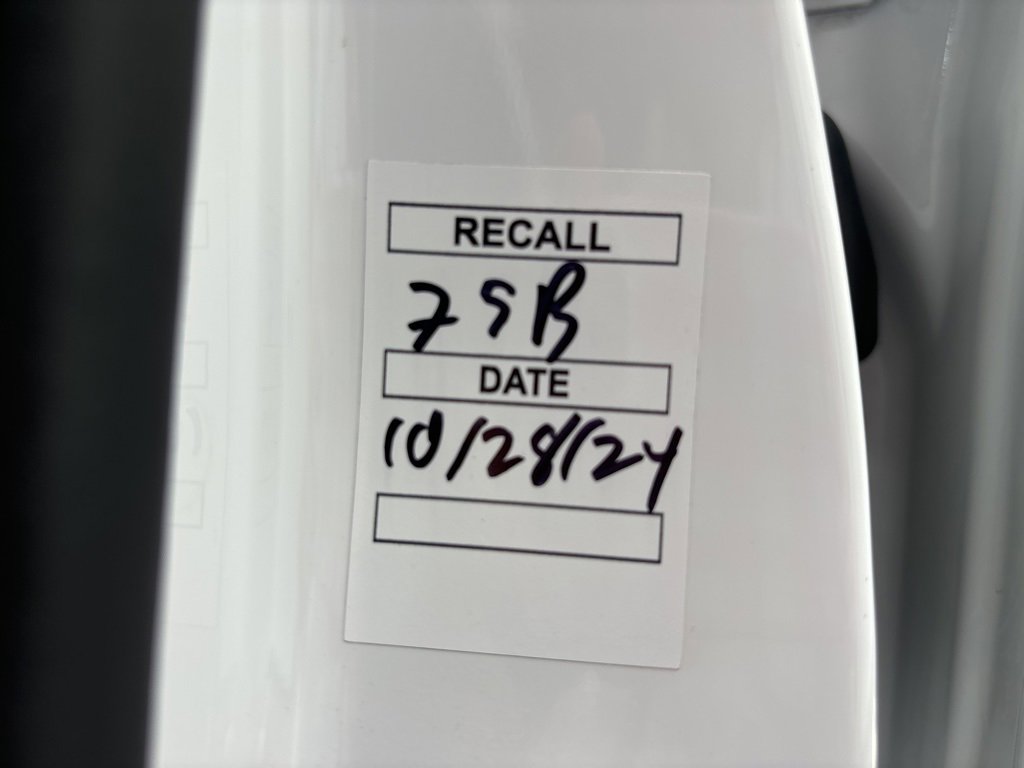 RECALL
75B
DATE
10/28/24